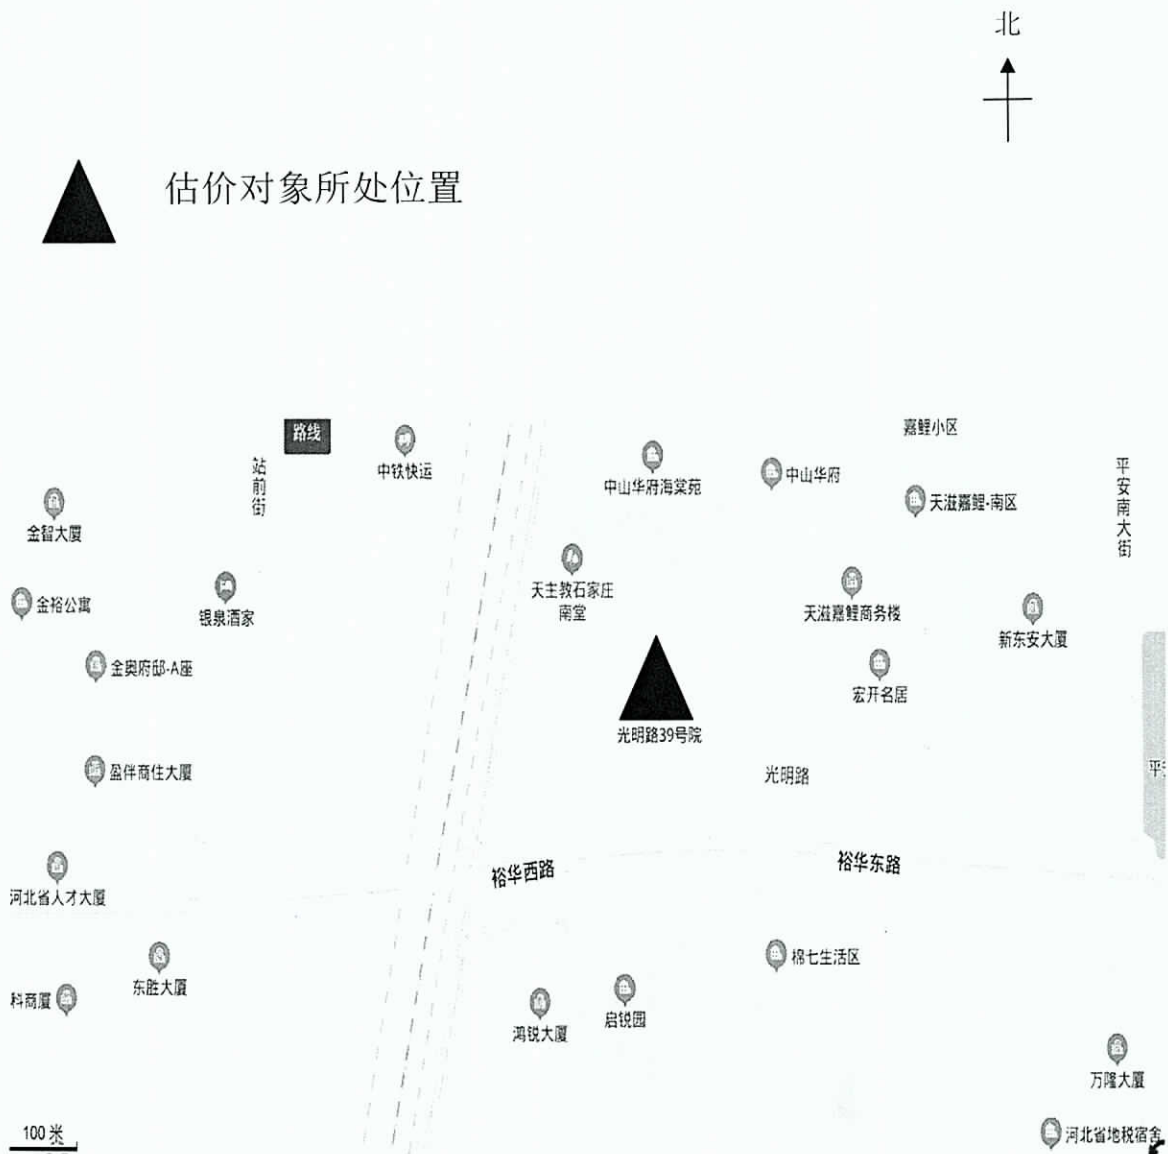 北
估价对象所处位置
路线
嘉鲤小区
站前街
中铁快运
中山华府海棠苑
中山华府
平安南大街
天滋嘉鲤-南区
金智大厦
天主教石家庄
南堂
金裕公寓
银泉酒家
天滋嘉鲤商务楼
新东安大厦
金奥府邸-A座
宏开名居
光明路39号院
盈伴商住大厦
光明路
平
裕华西路
裕华东路
河北省人才大厦
棉七生活区
东胜大厦
科商厦
鸿锐大厦
启锐园
万隆大厦
100 米
河北省地税宿舍